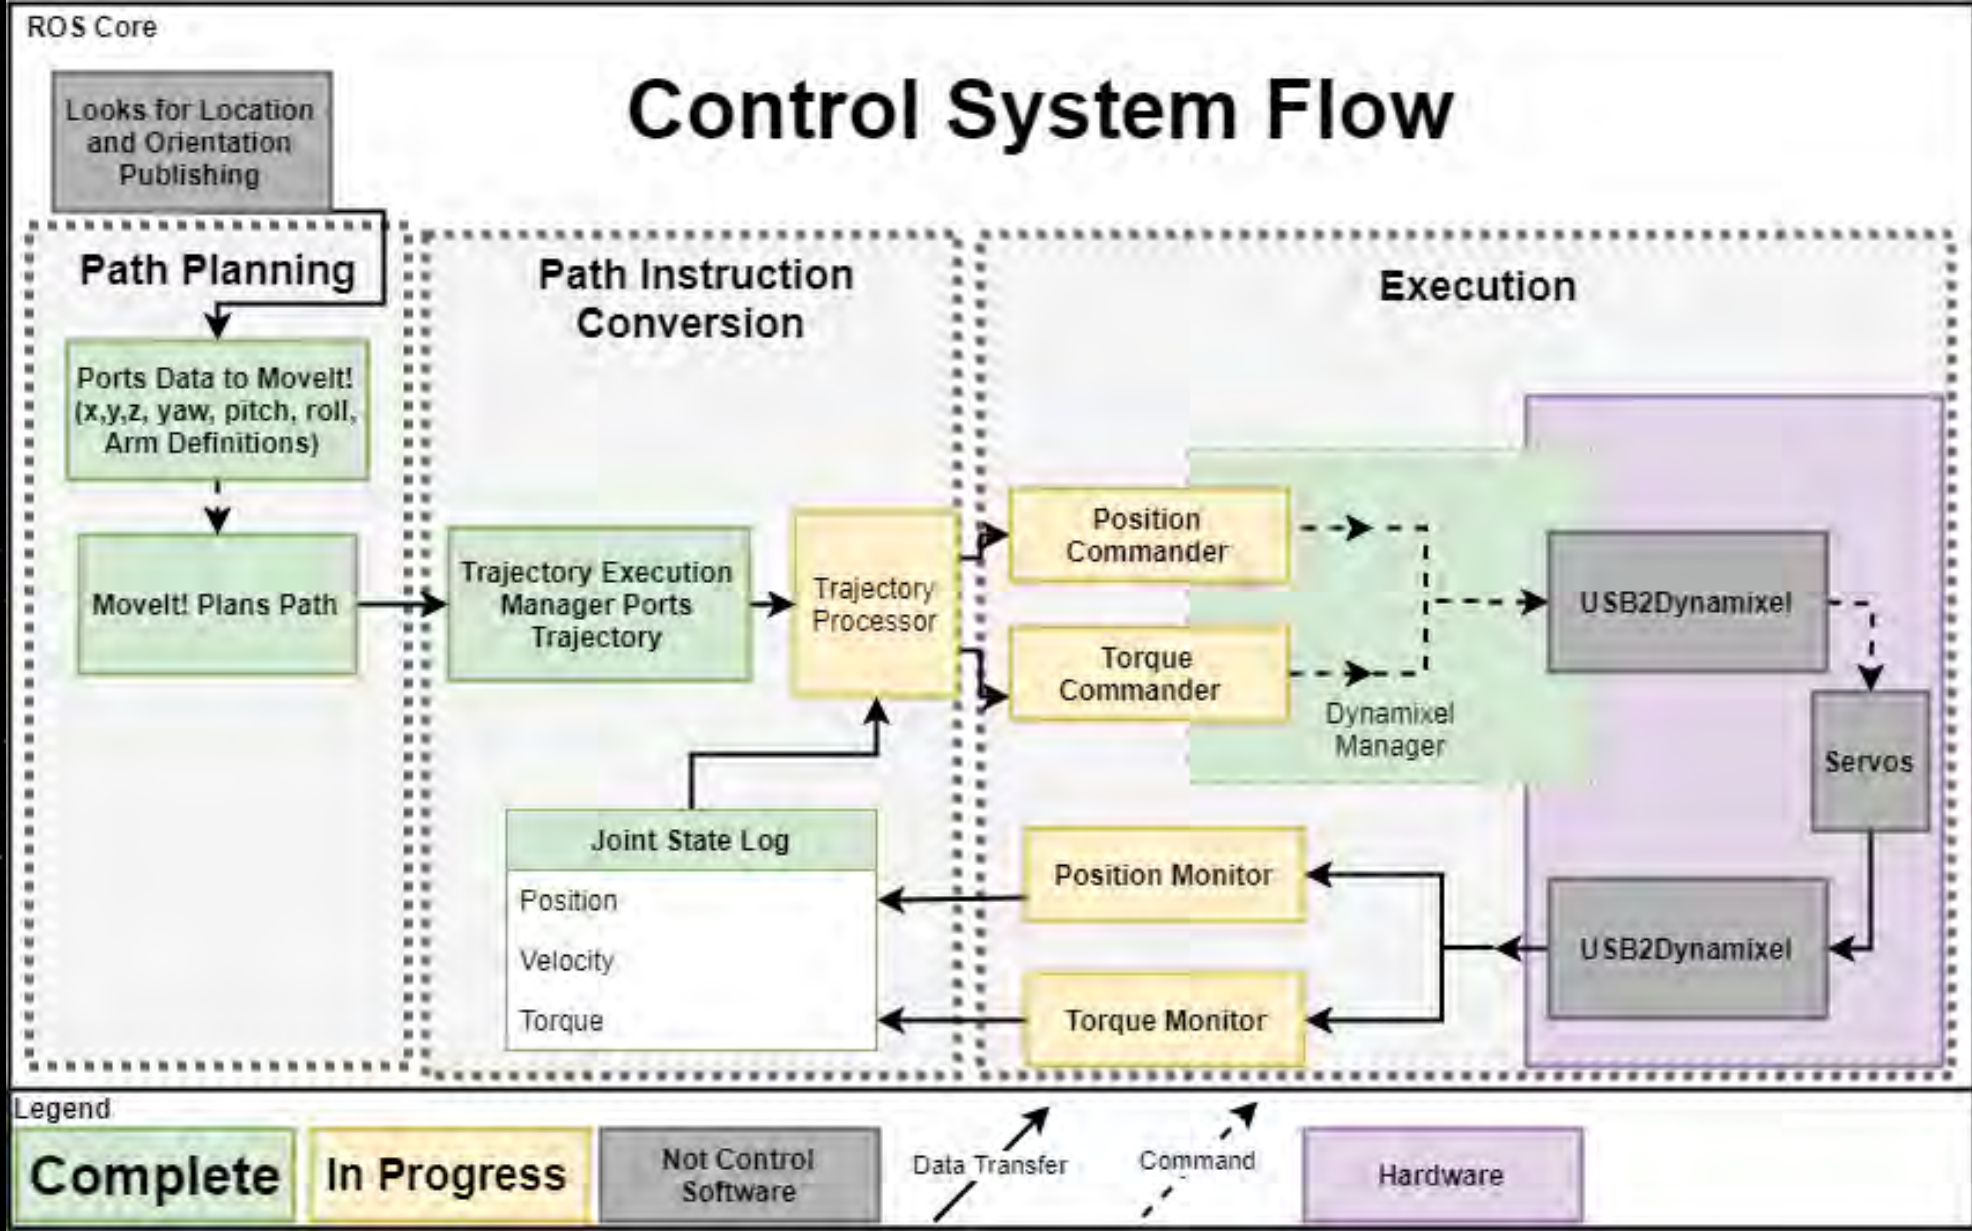 ROS Core
Control System Flow
Looks for Location
and Orientation
Publishing
Path Planning
Ports Data to MoveIt!
(x,y,z, yaw, pitch, roll,
Arm Definitions)
MoveIt! Plans Path
Path Instruction
Conversion
Trajectory Execution
Manager Ports
Trajectory
Trajectory
Processor
Joint State Log
Position
Velocity
Torque
Execution
Position
Commander
Torque
Commander
Dynamixel
Manager
USB2Dynamixel
Servos
Position Monitor
Torque Monitor
USB2Dynamixel
Legend
Complete
In Progress
Not Control
Software
Data Transfer
Command
Hardware